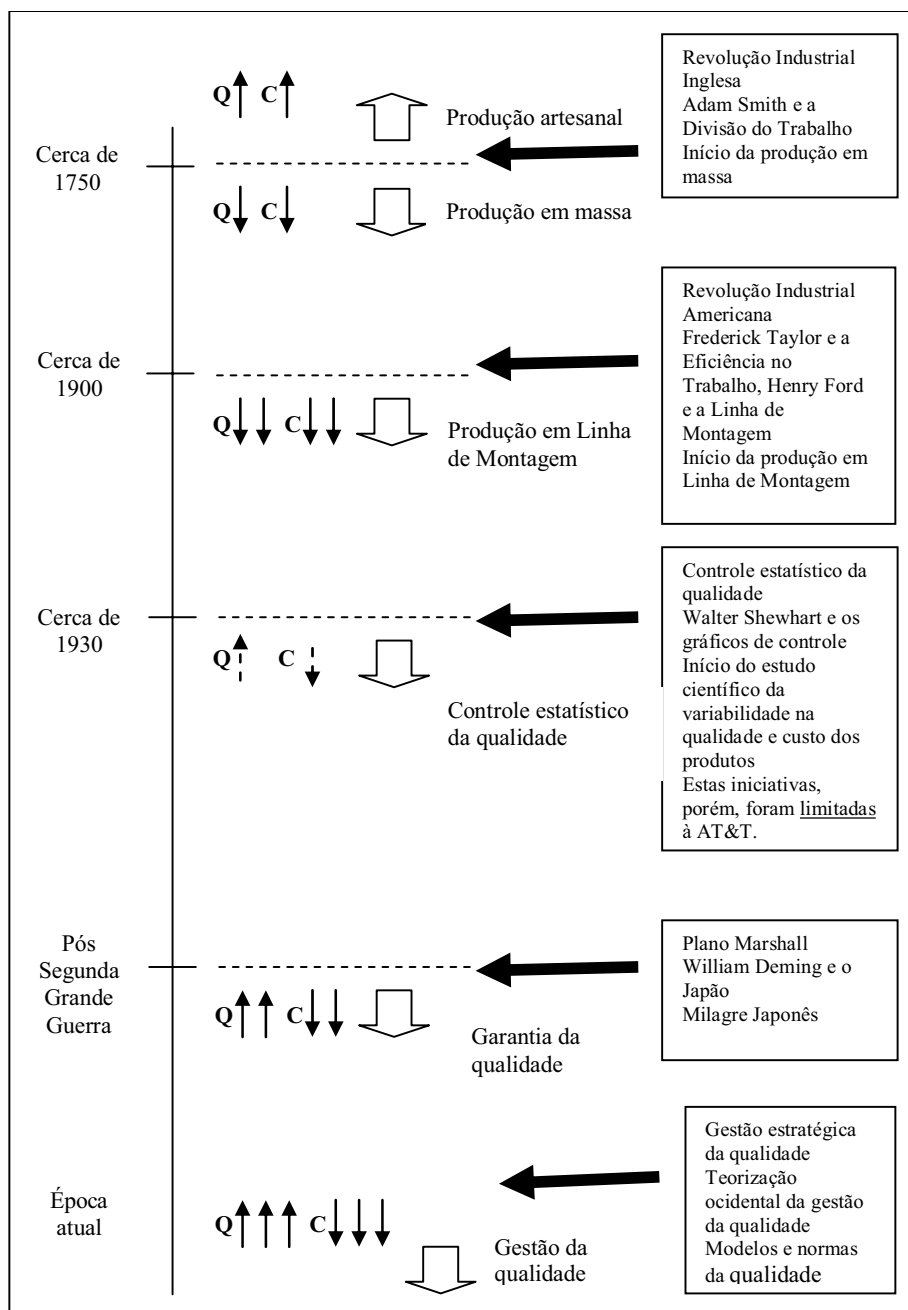 Q C
Produção artesanal
Revolução Industrial
Inglesa
Adam Smith e a
Divisão do Trabalho
Início da produção em
massa
Cerca de
1750
Q C
Produção em massa
Revolução Industrial
Americana
Frederick Taylor e a
Eficiência no
Trabalho, Henry Ford
e a Linha de
Montagem
Início da produção em
Linha de Montagem
Cerca de
1900
Q C
Produção em Linha
de Montagem
Controle estatístico da
qualidade
Walter Shewhart e os
gráficos de controle
Início do estudo
científico da
variabilidade na
qualidade e custo dos
produtos
Estas iniciativas,
porém, foram limitadas
à AT&T.
Cerca de
1930
Q C
Controle estatístico
da qualidade
Pós
Segunda
Grande
Guerra
Plano Marshall
William Deming e o
Japão
Milagre Japonês
Q C
Garantia da
qualidade
Gestão estratégica
da qualidade
Teorização
ocidental da gestão
da qualidade
Modelos e normas
da qualidade
Época
atual
Q C
Gestão da
qualidade